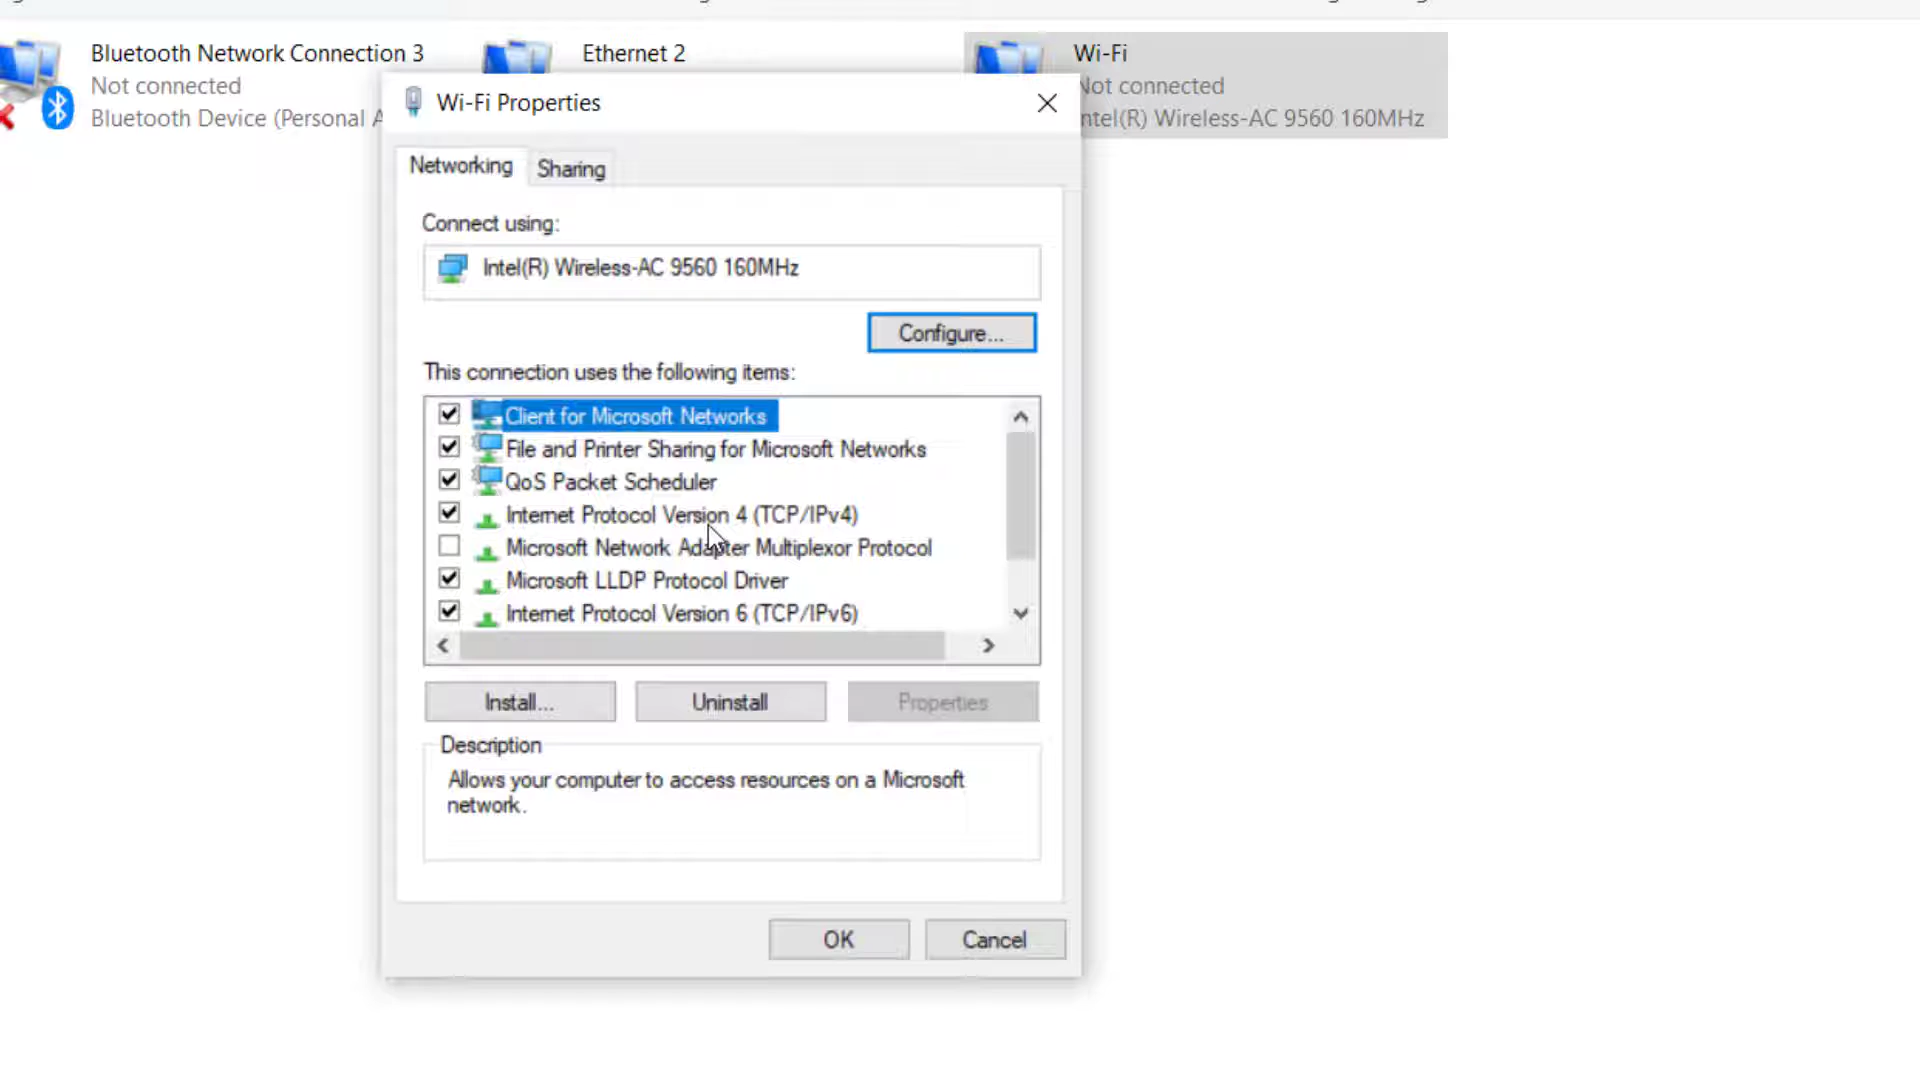 Bluetooth Network Connection 3
Not connected
Bluetooth Device (Personal A
Ethernet 2
Wi-Fi
Not connected
Intel(R) Wireless-AC 9560 160MHz
Wi-Fi Properties
Networking
Sharing
Connect using:
Intel(R) Wireless-AC 9560 160MHz
Configure...
This connection uses the following items:
Client for Microsoft Networks
File and Printer Sharing for Microsoft Networks
QoS Packet Scheduler
Internet Protocol Version 4 (TCP/IPv4)
Microsoft Network Adapter Multiplexor Protocol
Microsoft LLDP Protocol Driver
Internet Protocol Version 6 (TCP/IPv6)
Install...
Uninstall
Properties
Description
Allows your computer to access resources on a Microsoft
network.
OK
Cancel